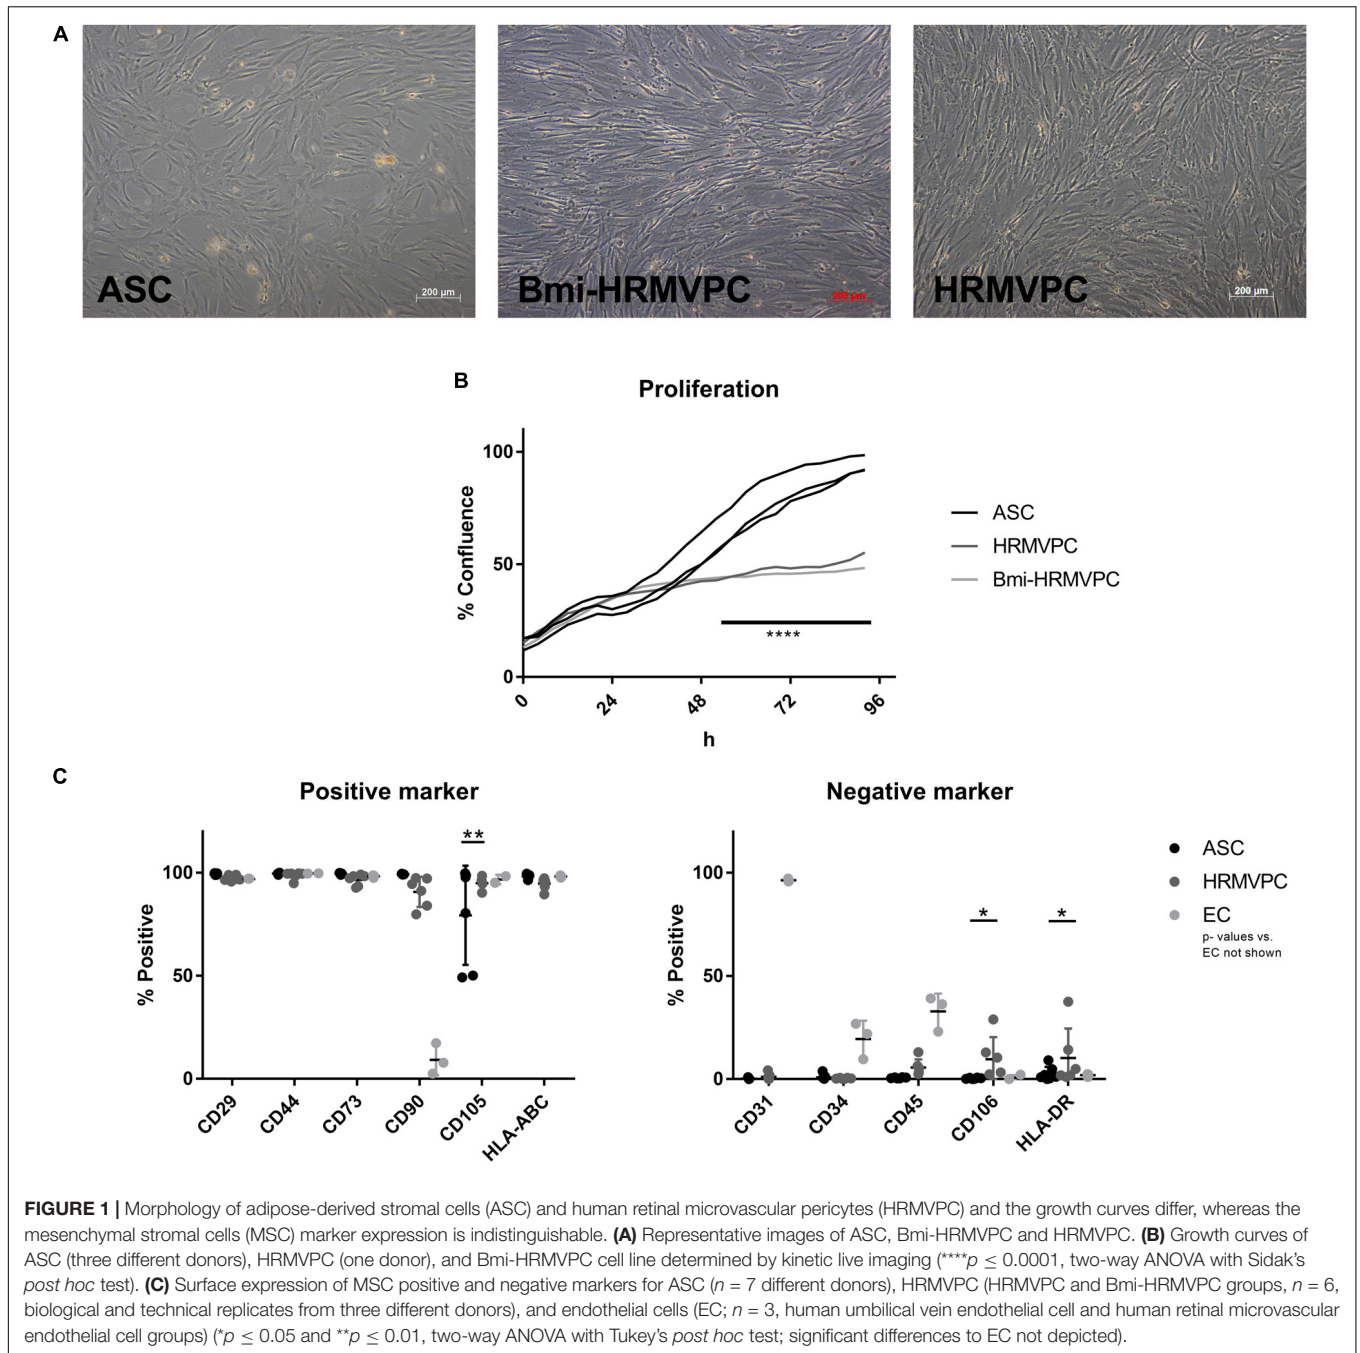 A
ASC
200 µm
Bmi-HRMVPC
200 µm
HRMVPC
200 µm
B
Proliferation
% Confluence
100
50
0
0
24
48
72
96
h
****
ASC
HRMVPC
Bmi-HRMVPC
C
Positive marker
% Positive
100
50
0
**
CD29
CD44
CD73
CD90
CD105
HLA-ABC
Negative marker
% Positive
100
50
0
*
*
CD31
CD34
CD45
CD106
HLA-DR
ASC
HRMVPC
EC
p- values vs.
EC not shown
FIGURE 1 | Morphology of adipose-derived stromal cells (ASC) and human retinal microvascular pericytes (HRMVPC) and the growth curves differ, whereas the
mesenchymal stromal cells (MSC) marker expression is indistinguishable. (A) Representative images of ASC, Bmi-HRMVPC and HRMVPC. (B) Growth curves of
ASC (three different donors), HRMVPC (one donor), and Bmi-HRMVPC cell line determined by kinetic live imaging (****p ≤ 0.0001, two-way ANOVA with Sidak's
post hoc test). (C) Surface expression of MSC positive and negative markers for ASC (n = 7 different donors), HRMVPC (HRMVPC and Bmi-HRMVPC groups, n = 6,
biological and technical replicates from three different donors), and endothelial cells (EC; n = 3, human umbilical vein endothelial cell and human retinal microvascular
endothelial cell groups) (*p ≤ 0.05 and **p ≤ 0.01, two-way ANOVA with Tukey's post hoc test; significant differences to EC not depicted).